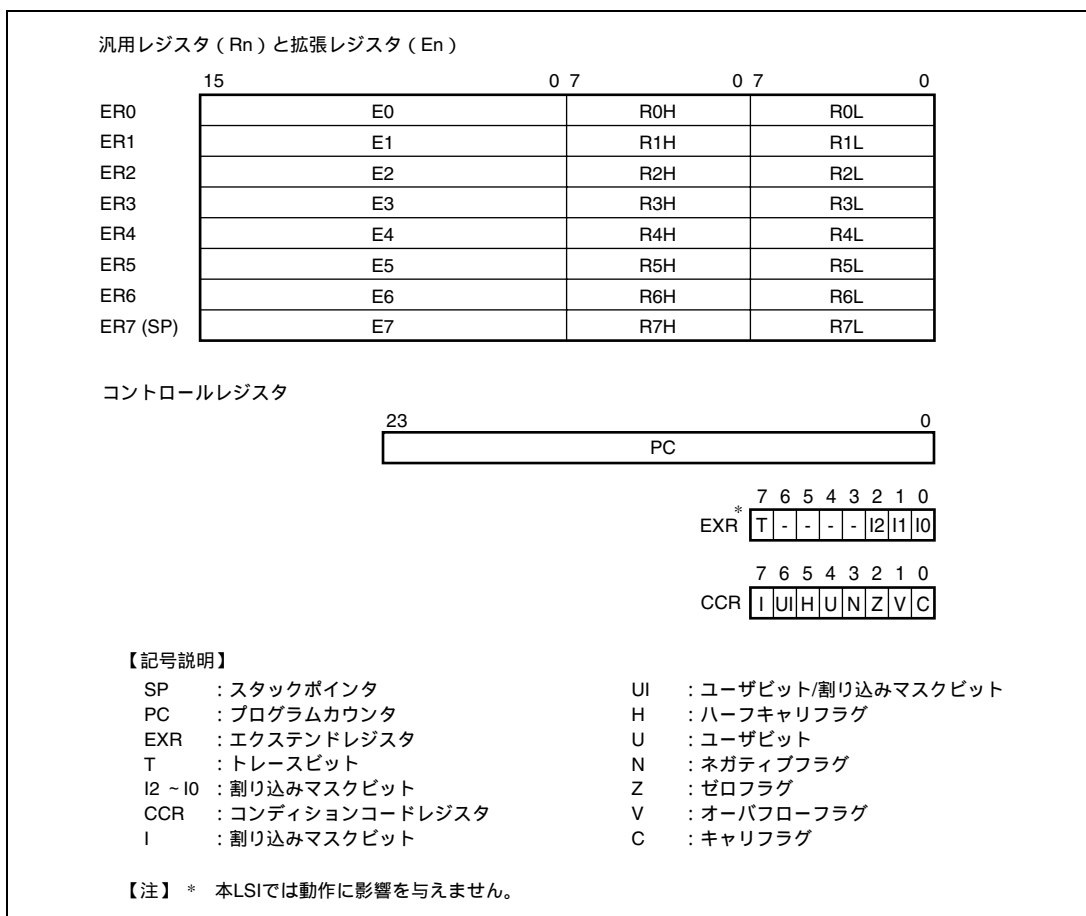 汎用レジスタ（Rn）と拡張レジスタ（En）
15 0 7 0 7 0
ER0 E0 R0H R0L
ER1 E1 R1H R1L
ER2 E2 R2H R2L
ER3 E3 R3H R3L
ER4 E4 R4H R4L
ER5 E5 R5H R5L
ER6 E6 R6H R6L
ER7 (SP) E7 R7H R7L
コントロールレジスタ
23 0
PC
7 6 5 4 3 2 1 0
EXR* T - - - - I2 I1 I0
7 6 5 4 3 2 1 0
CCR I UI H U N Z V C
【記号説明】
SP ：スタックポインタ
PC ：プログラムカウンタ
EXR ：エクステンドレジスタ
T ：トレースビット
I2 ~ I0 ：割り込みマスクビット
CCR ：コンディションコードレジスタ
I ：割り込みマスクビット
UI ：ユーザビット/割り込みマスクビット
H ：ハーフキャリフラグ
U ：ユーザビット
N ：ネガティブフラグ
Z ：ゼロフラグ
V ：オーバフローフラグ
C ：キャリフラグ
【注】 * 本LSIでは動作に影響を与えません。